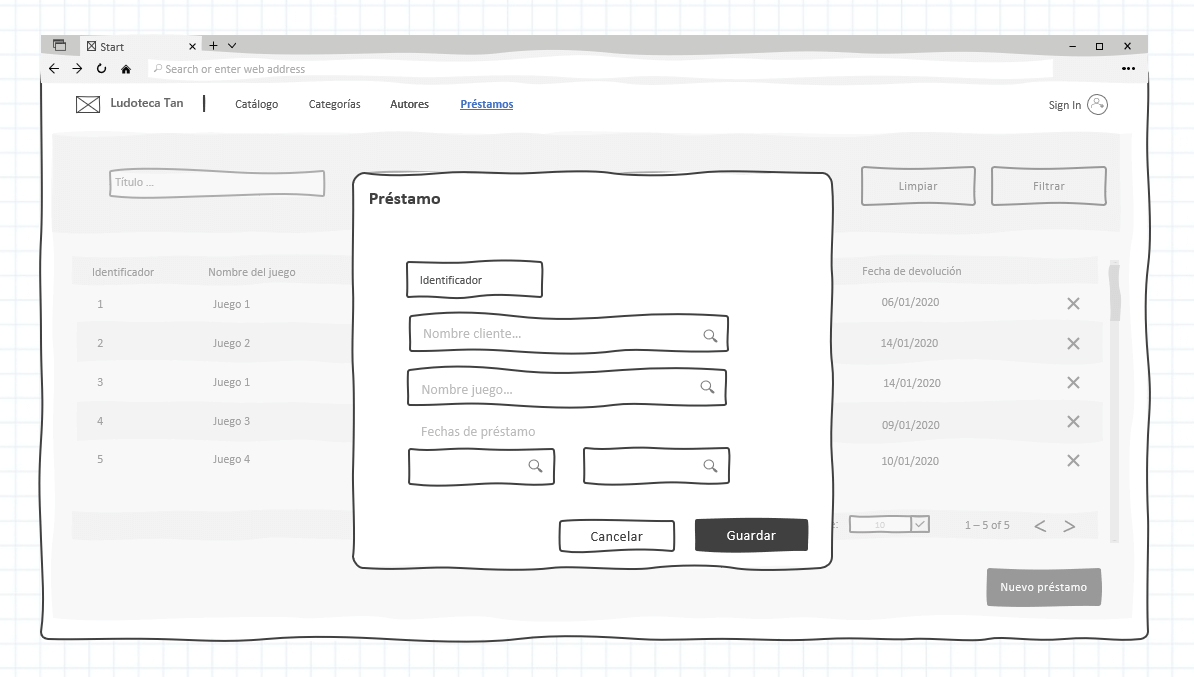 Start
Search or enter web address
Ludoteca Tan
Catálogo Categorías Autores Préstamos
Sign In
Título ...
Limpiar Filtrar
Préstamo
Identificador
Nombre cliente...
Nombre juego...
Fechas de préstamo
Cancelar Guardar
Identificador Nombre del juego Fecha de devolución
1 Juego 1 06/01/2020
2 Juego 2 14/01/2020
3 Juego 1 14/01/2020
4 Juego 3 09/01/2020
5 Juego 4 10/01/2020
10 1 – 5 of 5
Nuevo préstamo